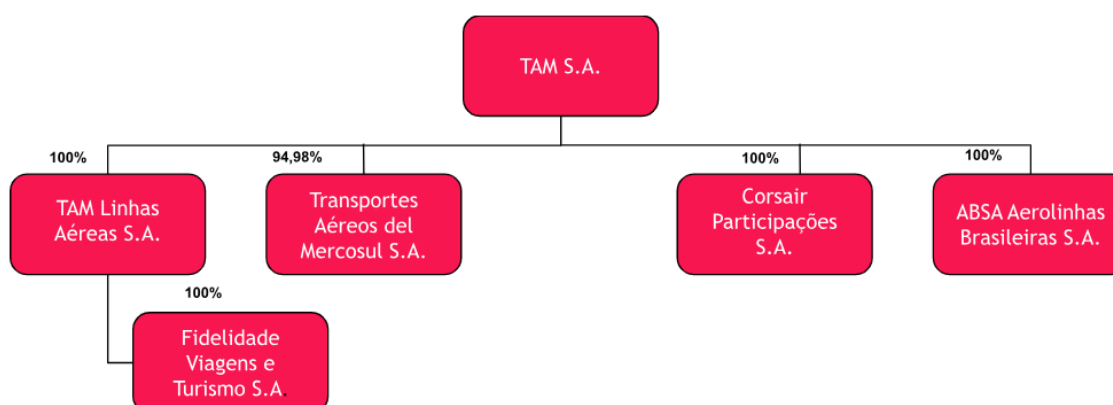 TAM S.A.
100%
94,98%
100%
100%
TAM Linhas
Aéreas S.A.
Transportes
Aéreos del
Mercosul S.A.
Corsair
Participações
S.A.
ABSA Aerolinhas
Brasileiras S.A.
100%
Fidelidade
Viagens e
Turismo S.A.